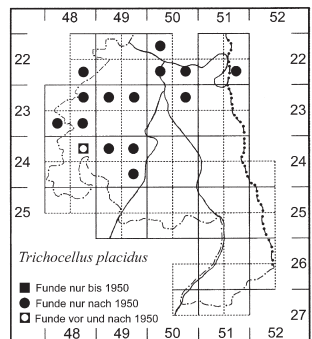 48 49 50 51 52
22 22
23 23
24 24
25 25
26
27
Trichocellus placidus
Funde nur bis 1950
Funde nur nach 1950
Funde vor und nach 1950
48 49 50 51